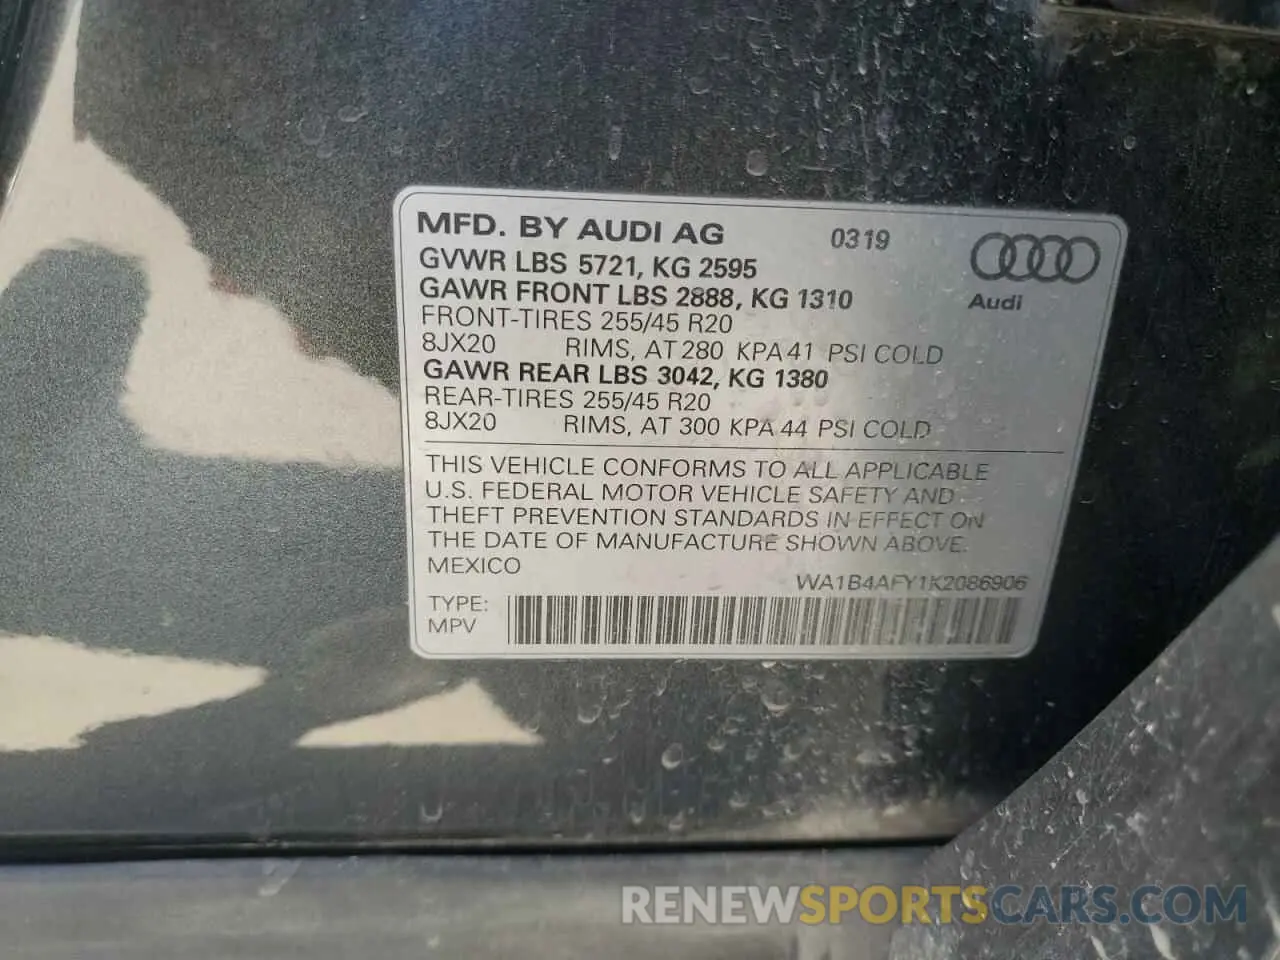 MFD. BY AUDI AG 0319
GVWR LBS 5721, KG 2595
GAWR FRONT LBS 2888, KG 1310
Audi
FRONT-TIRES 255/45 R20
8JX20 RIMS, AT 280 KPA 41 PSI COLD
GAWR REAR LBS 3042, KG 1380
REAR-TIRES 255/45 R20
8JX20 RIMS, AT 300 KPA 44 PSI COLD
THIS VEHICLE CONFORMS TO ALL APPLICABLE
U.S. FEDERAL MOTOR VEHICLE SAFETY AND
THEFT PREVENTION STANDARDS IN EFFECT ON
THE DATE OF MANUFACTURE SHOWN ABOVE.
MEXICO
WA1B4AFY1K2086906
TYPE:
MPV
RENEWSPORTSCARS.COM